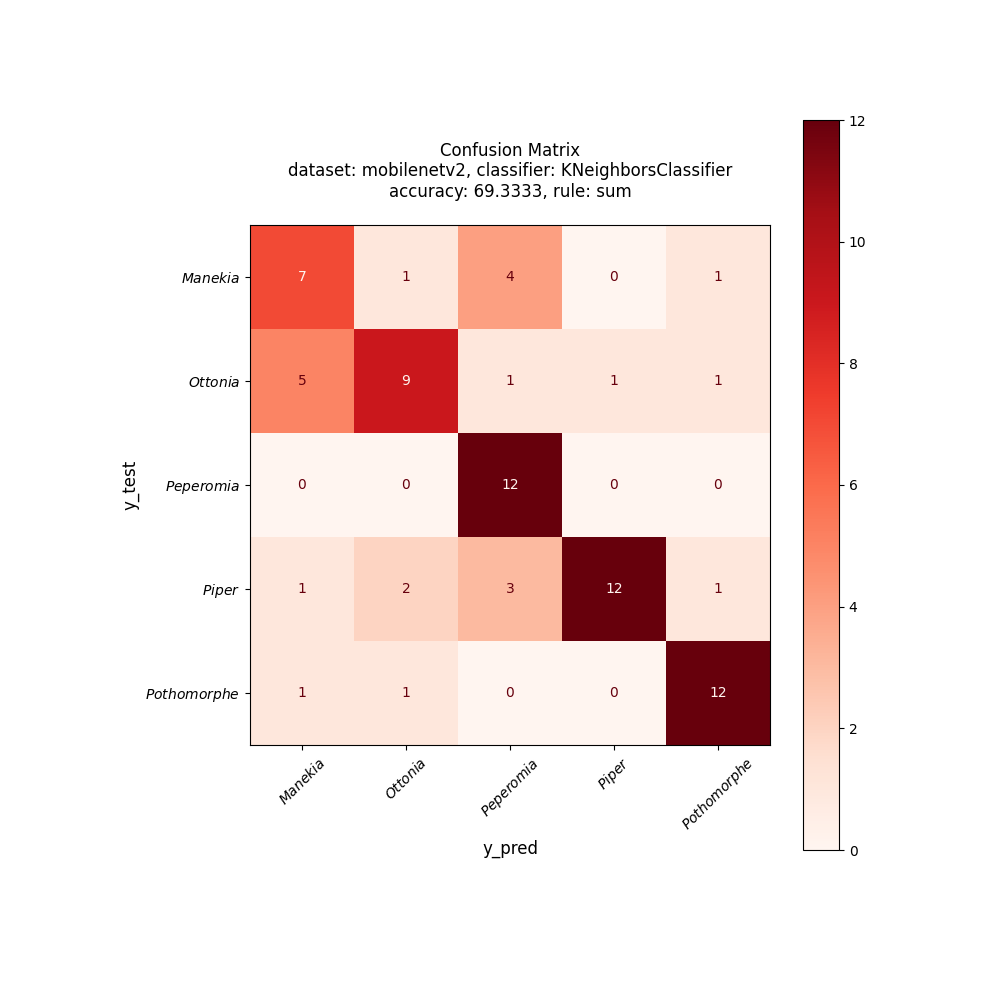 Confusion Matrix
dataset: mobilenetv2, classifier: KNeighborsClassifier
accuracy: 69.3333, rule: sum
Manekia 7 1 4 0 1
Ottonia 5 9 1 1 1
Peperomia 0 0 12 0 0
Piper 1 2 3 12 1
Pothomorphe 1 1 0 0 12
y_test
Manekia Ottonia Peperomia Piper Pothomorphe
y_pred
12
10
8
6
4
2
0